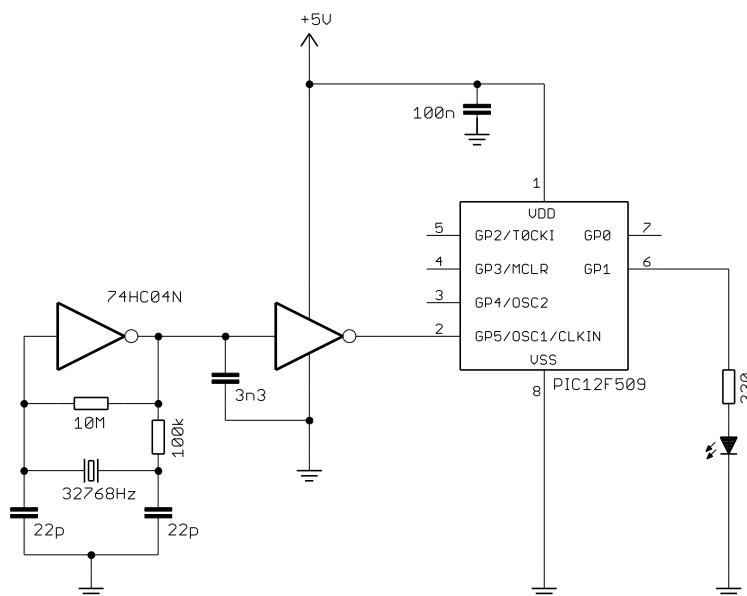 +5V
100n
1
VDD
5 GP2/T0CKI GP0 7
4 GP3/MCLR GP1 6
3 GP4/OSC2
2 GP5/OSC1/CLKIN
VSS
8 PIC12F509
74HC04N
3n3
10M
100k
32768Hz
22p 22p